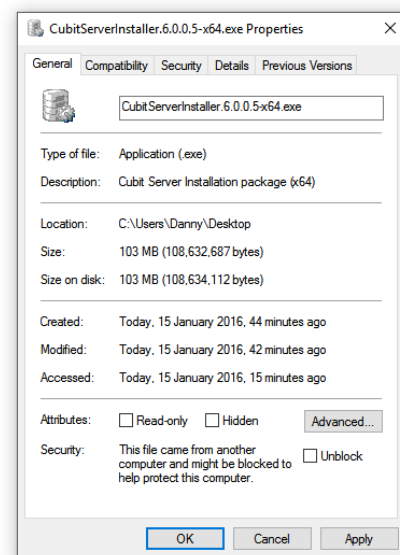 CubitServerInstaller.6.0.0.5-x64.exe Properties
General Compatibility Security Details Previous Versions
CubitServerInstaller.6.0.0.5-x64.exe
Type of file: Application (.exe)
Description: Cubit Server Installation package (x64)
Location: C:\Users\Danny\Desktop
Size: 103 MB (108,632,687 bytes)
Size on disk: 103 MB (108,634,112 bytes)
Created: Today, 15 January 2016, 44 minutes ago
Modified: Today, 15 January 2016, 42 minutes ago
Accessed: Today, 15 January 2016, 15 minutes ago
Attributes: Read-only Hidden Advanced...
Security: This file came from another
computer and might be blocked to
help protect this computer.
Unblock
OK Cancel Apply